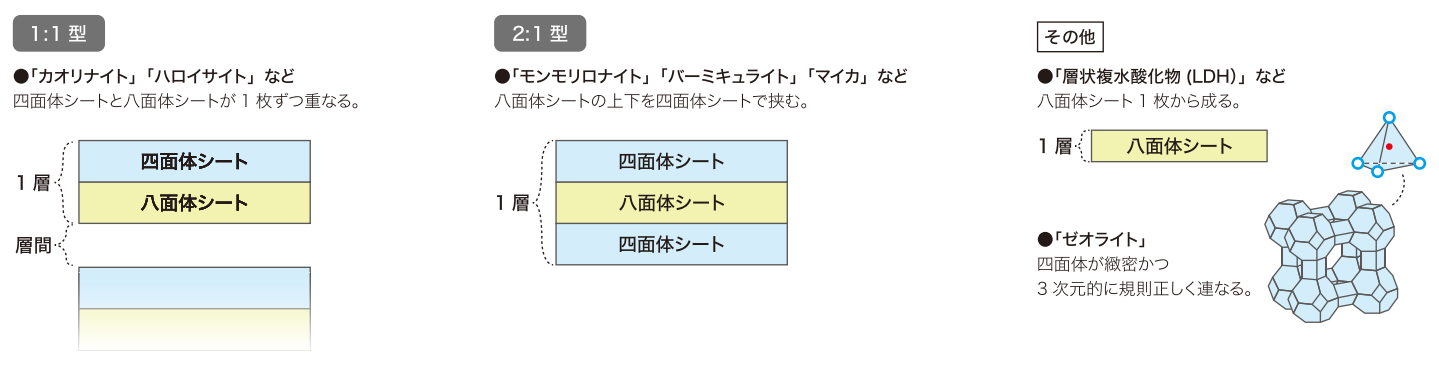 1:1 型
●「カオリナイト」「ハロイサイト」など
四面体シートと八面体シートが 1 枚ずつ重なる。
1 層
四面体シート
八面体シート
層間
2:1 型
●「モンモリロナイト」「バーミキュライト」「マイカ」など
八面体シートの上下を四面体シートで挟む。
1 層
四面体シート
八面体シート
四面体シート
その他
●「層状複水酸化物 (LDH)」など
八面体シート 1 枚から成る。
1 層
八面体シート
●「ゼオライト」
四面体が緻密かつ
3 次元的に規則正しく連なる。